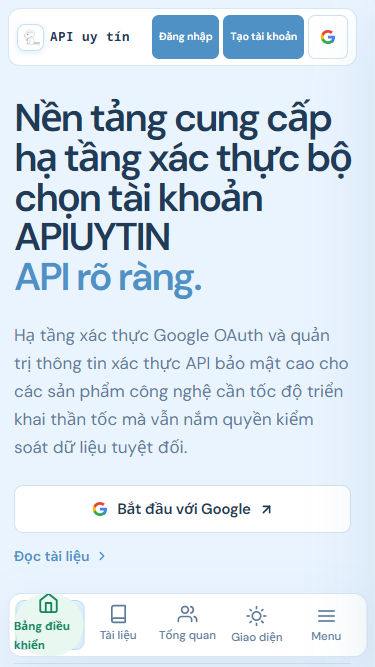 API uy tín
Đăng nhập
Tạo tài khoản
Nền tảng cung cấp
hạ tầng xác thực bộ
chọn tài khoản
APIUYTIN
API rõ ràng.
Hạ tầng xác thực Google OAuth và quản
trị thông tin xác thực API bảo mật cao cho
các sản phẩm công nghệ cần tốc độ triển
khai thần tốc mà vẫn nắm quyền kiểm
soát dữ liệu tuyệt đối.
Bắt đầu với Google
Đọc tài liệu
Bảng điều
khiển
Tài liệu
Tổng quan
Giao diện
Menu